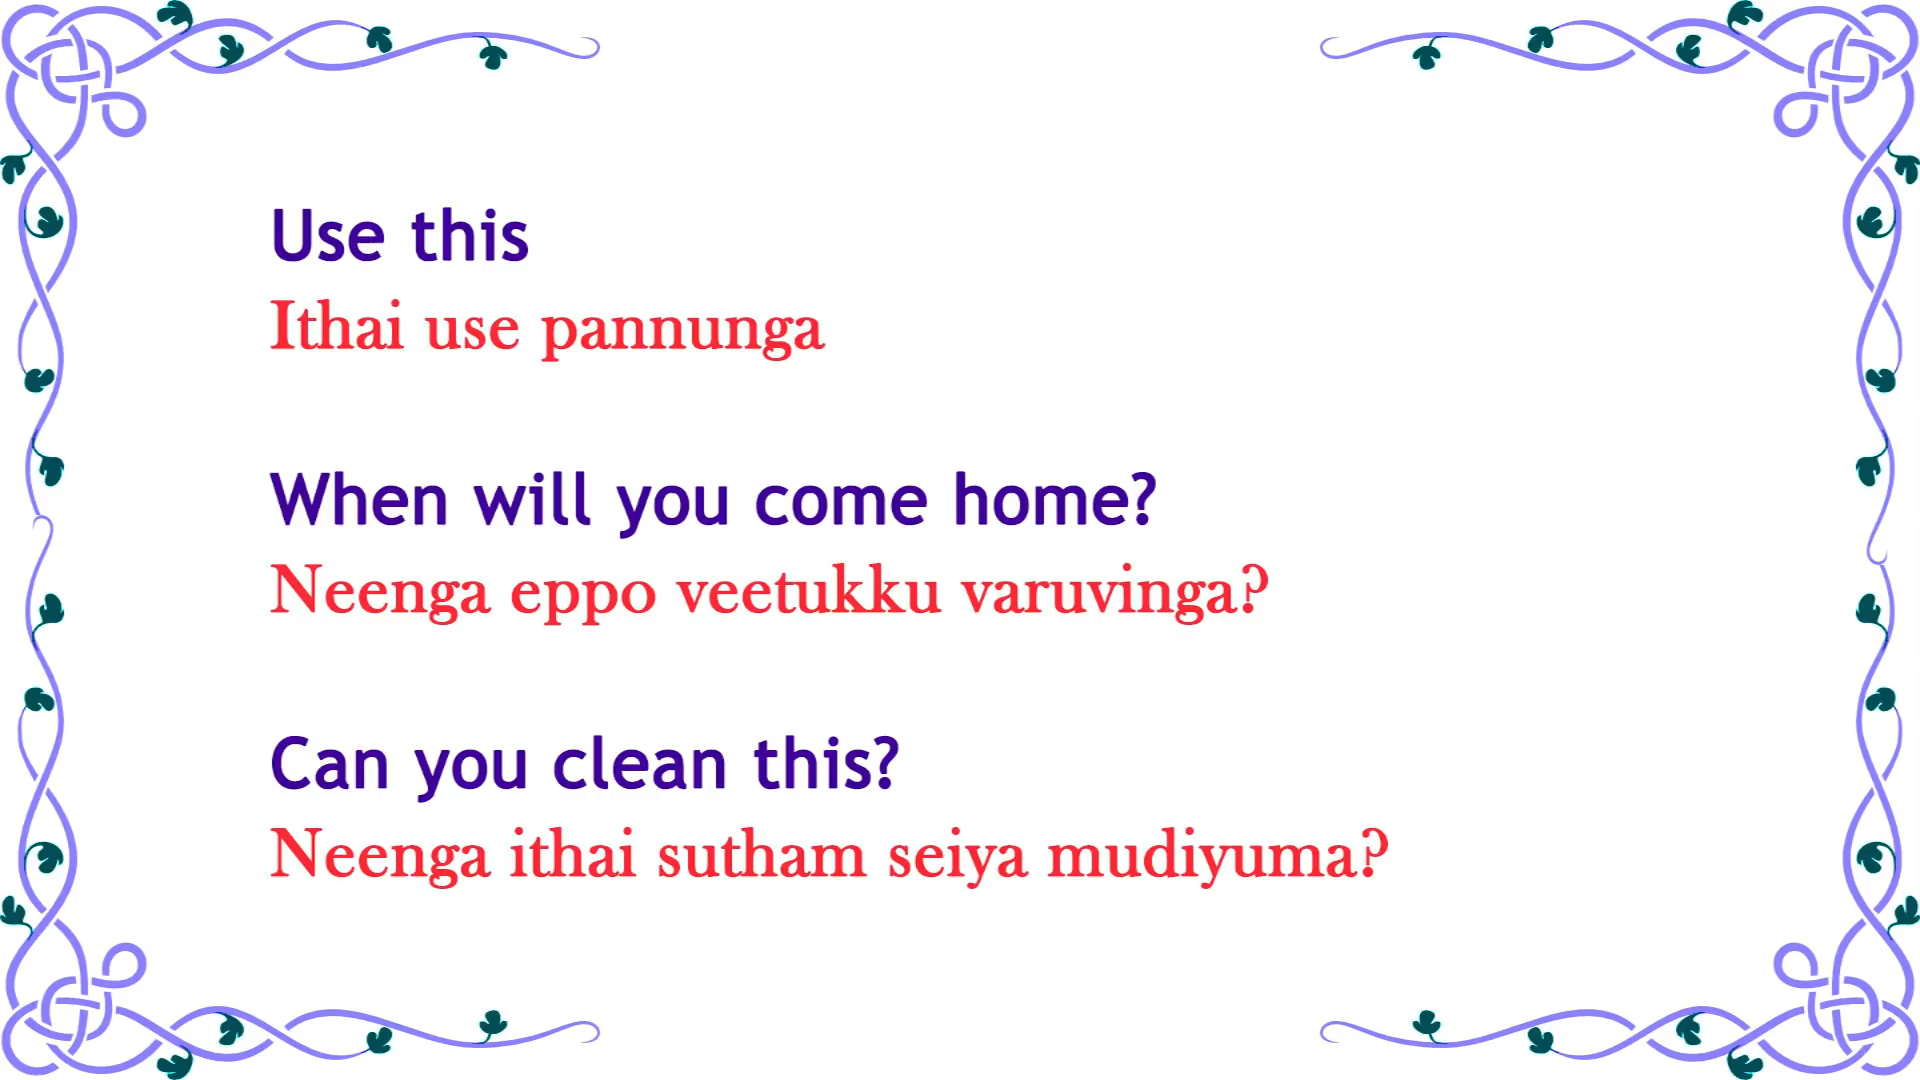 Use this
Ithai use pannunga
When will you come home?
Neenga eppo veetukku varuvinga?
Can you clean this?
Neenga ithai sutham seiya mudiyuma?